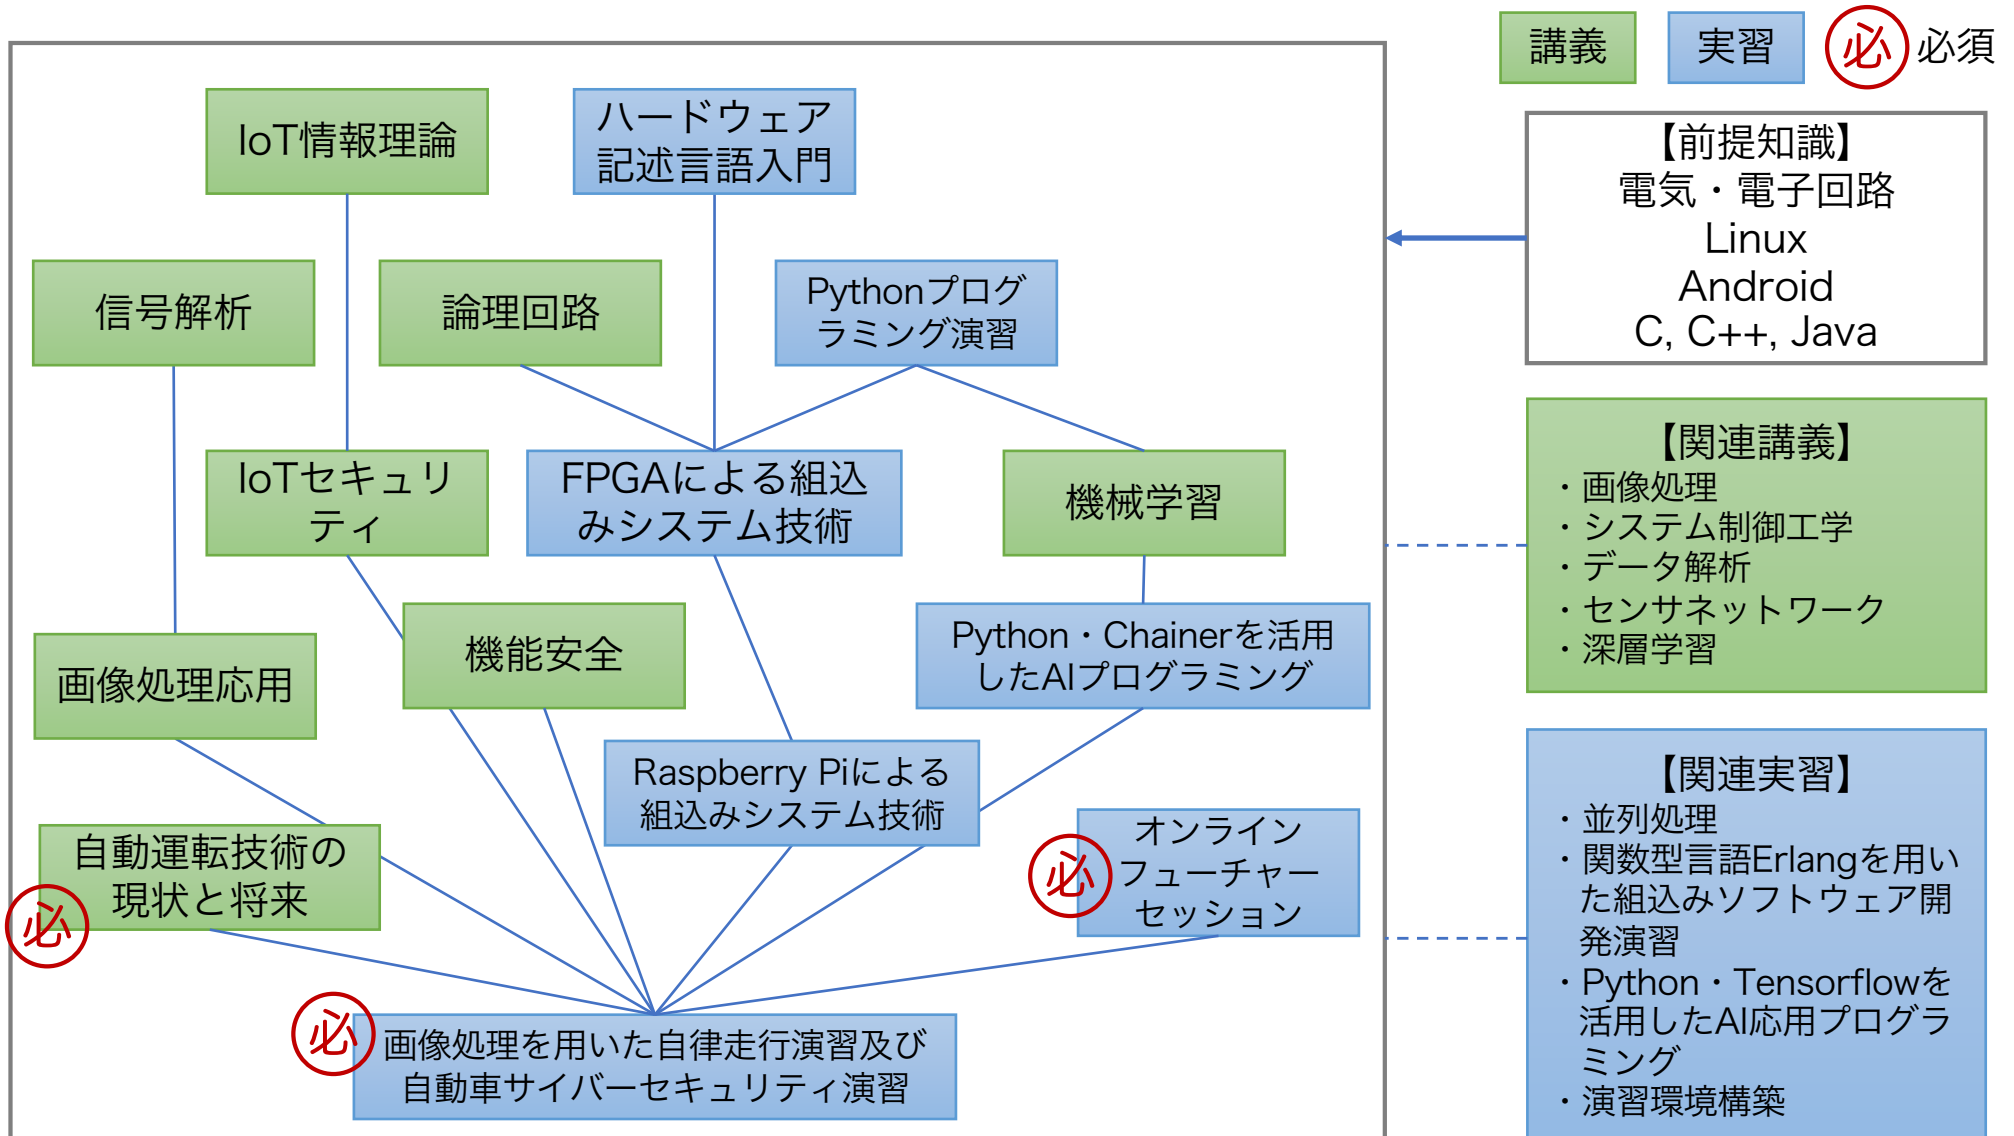 講義
実習
必 必須
IoT情報理論
ハードウェア
記述言語入門
【前提知識】
電気・電子回路
Linux
Android
C, C++, Java
信号解析
論理回路
Pythonプログ
ラミング演習
IoTセキュリ
ティ
FPGAによる組込
みシステム技術
機械学習
【関連講義】
・画像処理
・システム制御工学
・データ解析
・センサネットワーク
・深層学習
画像処理応用
機能安全
Python・Chainerを活用
したAIプログラミング
Raspberry Piによる
組込みシステム技術
自動運転技術の
現状と将来
必
オンライン
フューチャー
セッション
必
【関連実習】
・並列処理
・関数型言語Erlangを用い
た組込みソフトウェア開
発演習
・Python・Tensorflowを
活用したAI応用プログラ
ミング
・演習環境構築
必
画像処理を用いた自律走行演習及び
自動車サイバーセキュリティ演習